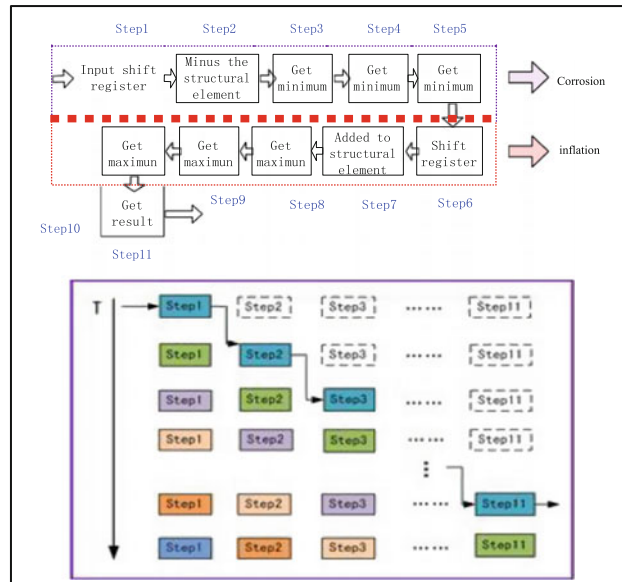 Step1 Step2 Step3 Step4 Step5
Input shift
register
Minus the
structural
element
Get
minimum
Get
minimum
Get
minimum
Corrosion
Get
maximun
Get
maximun
Get
maximun
Added to
structural
element
Shift
register
inflation
Get
result
Step9 Step8 Step7 Step6
Step10
Step11
T Step1 Step2 Step3 ...... Step11
Step1 Step2 Step3 ...... Step11
Step1 Step2 Step3 ...... Step11
Step1 Step2 Step3 ...... Step11
Step1 Step2 Step3 ...... Step11
Step1 Step2 Step3 ...... Step11